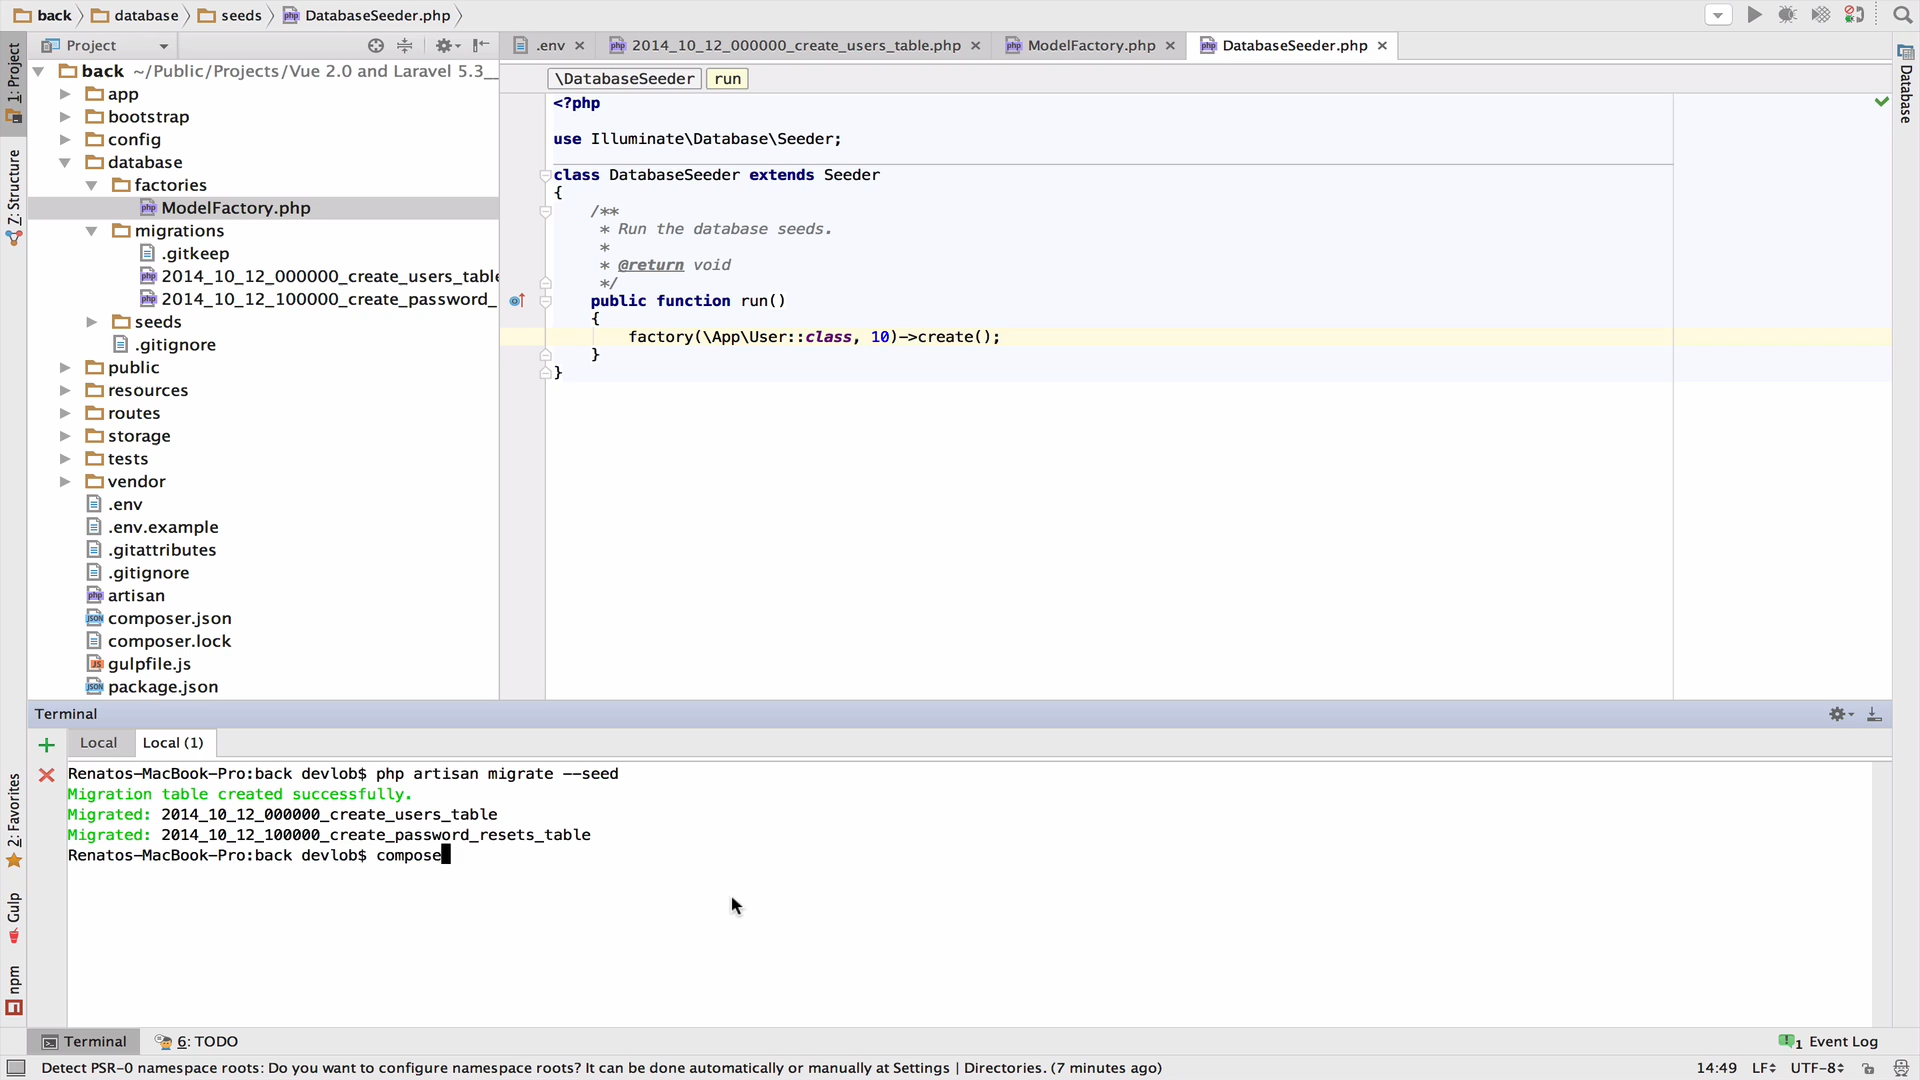 back database seeds DatabaseSeeder.php
Project
.env 2014_10_12_000000_create_users_table.php ModelFactory.php DatabaseSeeder.php
1: Project
Z: Structure
2: Favorites
Gulp
npm
Database
back ~/Public/Projects/Vue 2.0 and Laravel 5.3__
app
bootstrap
config
database
factories
ModelFactory.php
migrations
.gitkeep
2014_10_12_000000_create_users_table
2014_10_12_100000_create_password_
seeds
.gitignore
public
resources
routes
storage
tests
vendor
.env
.env.example
.gitattributes
.gitignore
artisan
composer.json
composer.lock
gulpfile.js
package.json
\DatabaseSeeder run
<?php
use Illuminate\Database\Seeder;
class DatabaseSeeder extends Seeder
{
/**
* Run the database seeds.
*
* @return void
*/
public function run()
{
factory(\App\User::class, 10)->create();
}
}
Terminal
Local Local (1)
Renatos-MacBook-Pro:back devlob$ php artisan migrate --seed
Migration table created successfully.
Migrated: 2014_10_12_000000_create_users_table
Migrated: 2014_10_12_100000_create_password_resets_table
Renatos-MacBook-Pro:back devlob$ compose
Terminal 6: TODO 1 Event Log
Detect PSR-0 namespace roots: Do you want to configure namespace roots? It can be done automatically or manually at Settings | Directories. (7 minutes ago) 14:49 LF UTF-8